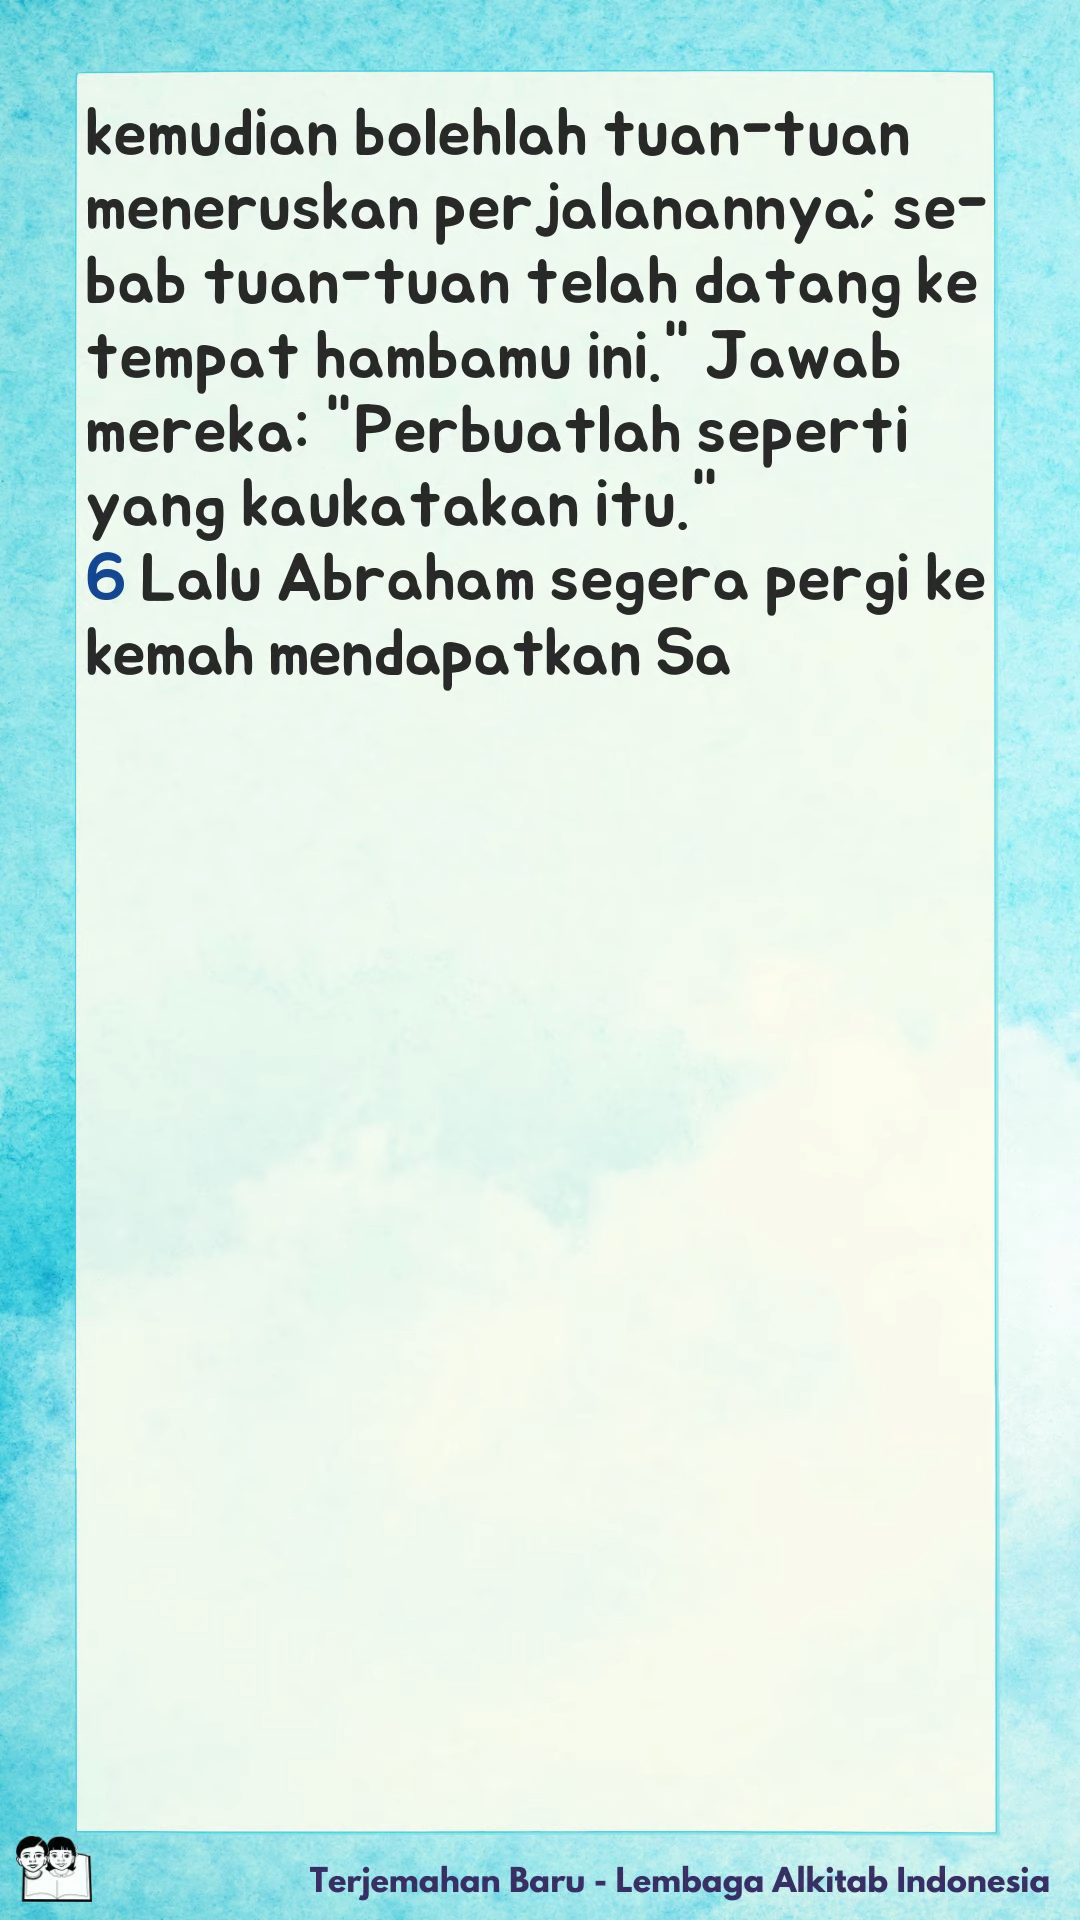 kemudian bolehlah tuan-tuan
meneruskan perjalanannya; se-
bab tuan-tuan telah datang ke
tempat hambamu ini." Jawab
mereka: "Perbuatlah seperti
yang kaukatakan itu."
6 Lalu Abraham segera pergi ke
kemah mendapatkan Sa
Terjemahan Baru - Lembaga Alkitab Indonesia